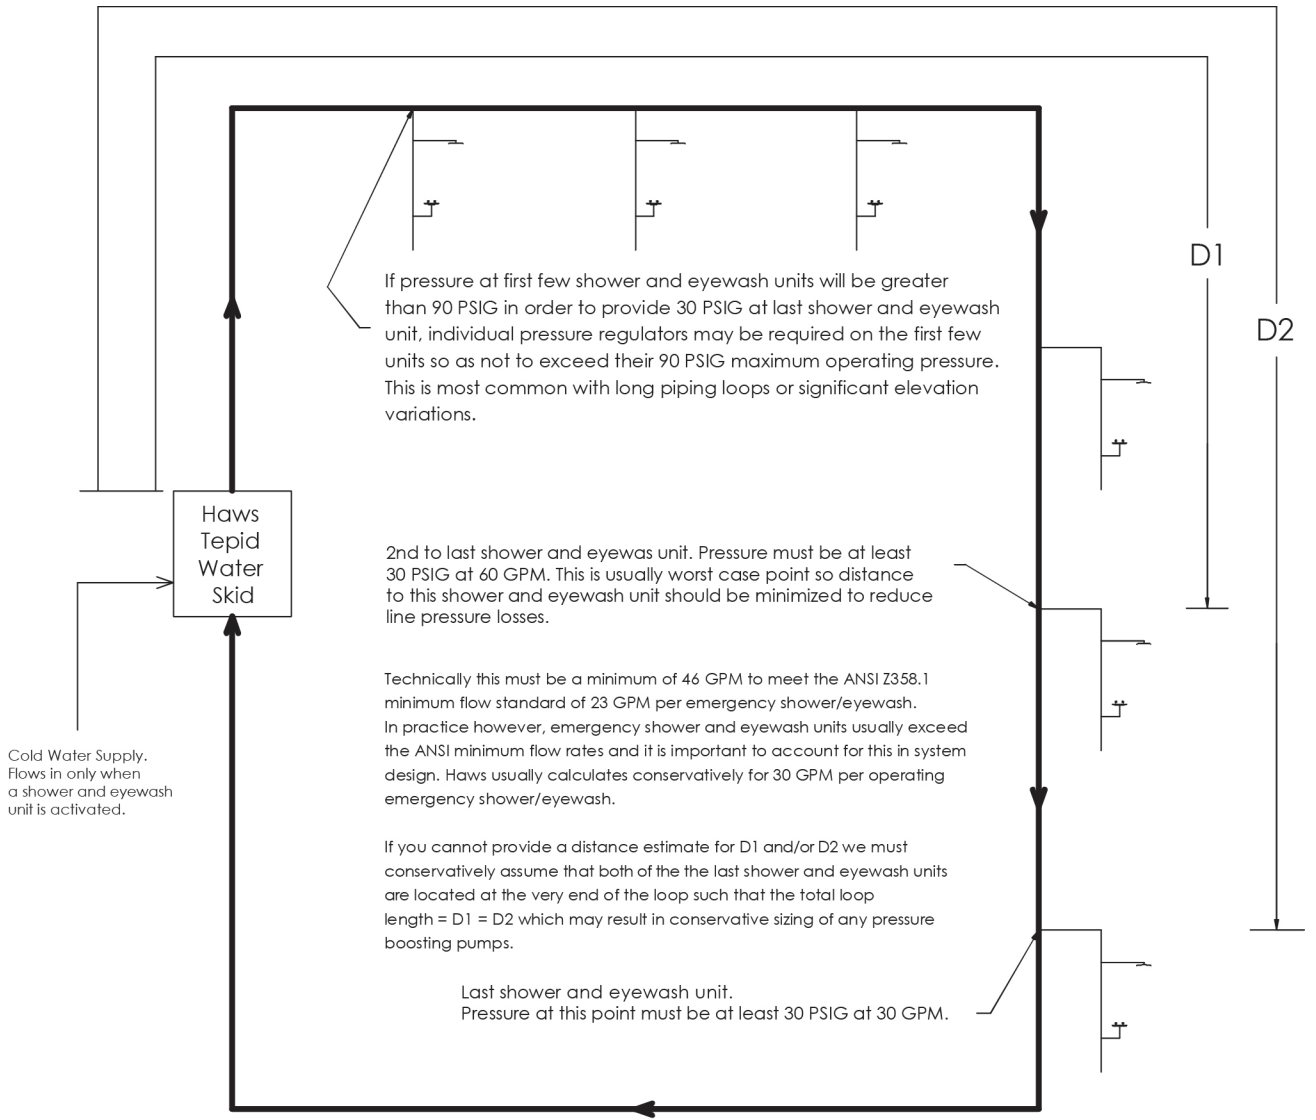 D1
D2
If pressure at first few shower and eyewash units will be greater
than 90 PSIG in order to provide 30 PSIG at last shower and eyewash
unit, individual pressure regulators may be required on the first few
units so as not to exceed their 90 PSIG maximum operating pressure.
This is most common with long piping loops or significant elevation
variations.
Haws
Tepid
Water
Skid
2nd to last shower and eyewas unit. Pressure must be at least
30 PSIG at 60 GPM. This is usually worst case point so distance
to this shower and eyewash unit should be minimized to reduce
line pressure losses.
Technically this must be a minimum of 46 GPM to meet the ANSI Z358.1
minimum flow standard of 23 GPM per emergency shower/eyewash.
In practice however, emergency shower and eyewash units usually exceed
the ANSI minimum flow rates and it is important to account for this in system
design. Haws usually calculates conservatively for 30 GPM per operating
emergency shower/eyewash.
Cold Water Supply.
Flows in only when
a shower and eyewash
unit is activated.
If you cannot provide a distance estimate for D1 and/or D2 we must
conservatively assume that both of the the last shower and eyewash units
are located at the very end of the loop such that the total loop
length = D1 = D2 which may result in conservative sizing of any pressure
boosting pumps.
Last shower and eyewash unit.
Pressure at this point must be at least 30 PSIG at 30 GPM.